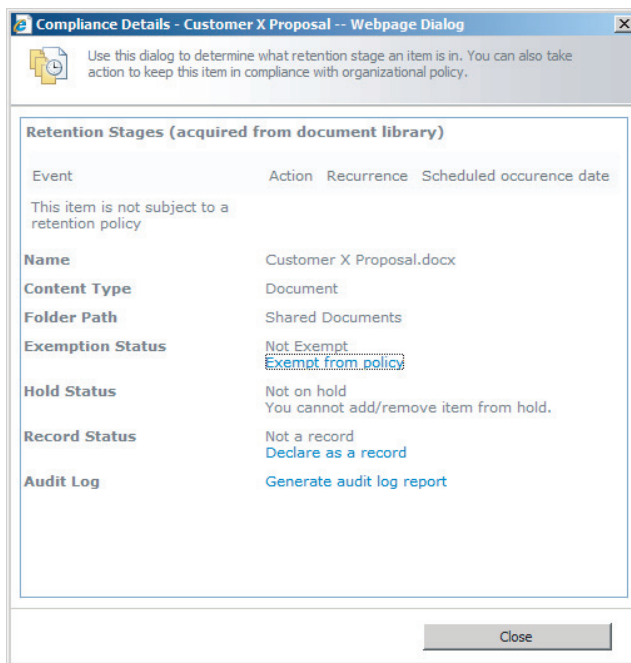 Compliance Details - Customer X Proposal -- Webpage Dialog
Use this dialog to determine what retention stage an item is in. You can also take
action to keep this item in compliance with organizational policy.
Retention Stages (acquired from document library)
Event Action Recurrence Scheduled occurence date
This item is not subject to a
retention policy
Name Customer X Proposal.docx
Content Type Document
Folder Path Shared Documents
Exemption Status Not Exempt
Exempt from policy
Hold Status Not on hold
You cannot add/remove item from hold.
Record Status Not a record
Declare as a record
Audit Log Generate audit log report
Close